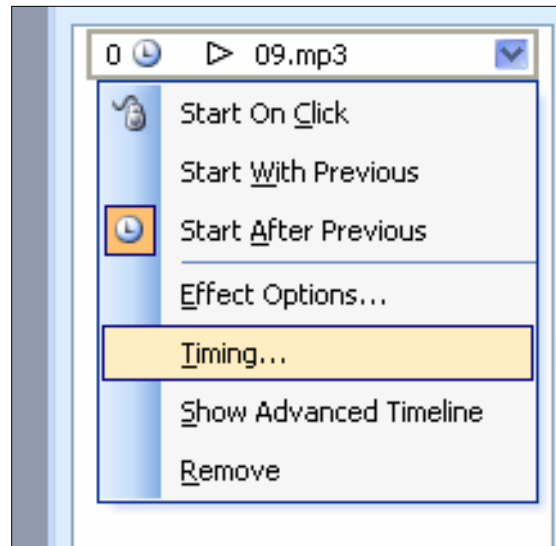 0 09.mp3
Start On Click
Start With Previous
Start After Previous
Effect Options...
Timing...
Show Advanced Timeline
Remove